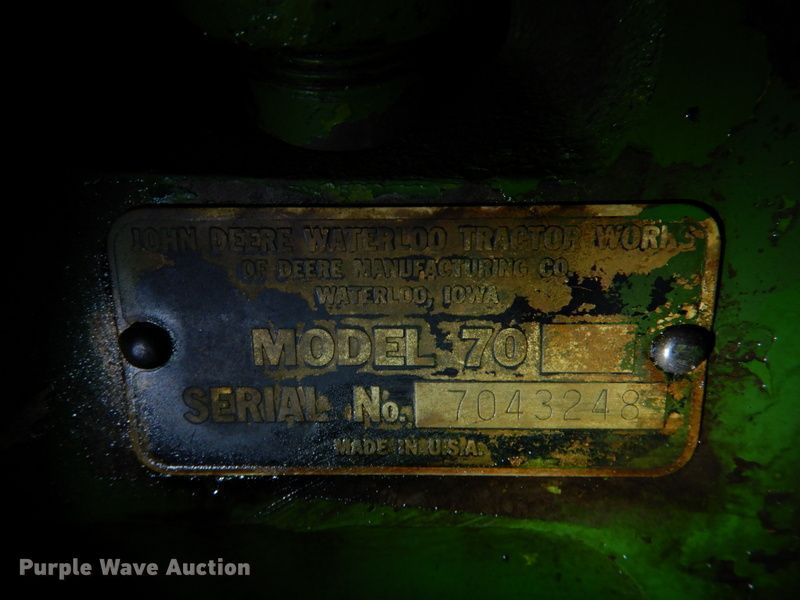 JOHN DEERE WATERLOO TRACTOR WORKS
OF DEERE MANUFACTURING CO.
WATERLOO, IOWA
MODEL 70
SERIAL No. 7043248
MADE IN U.S.A.
Purple Wave Auction